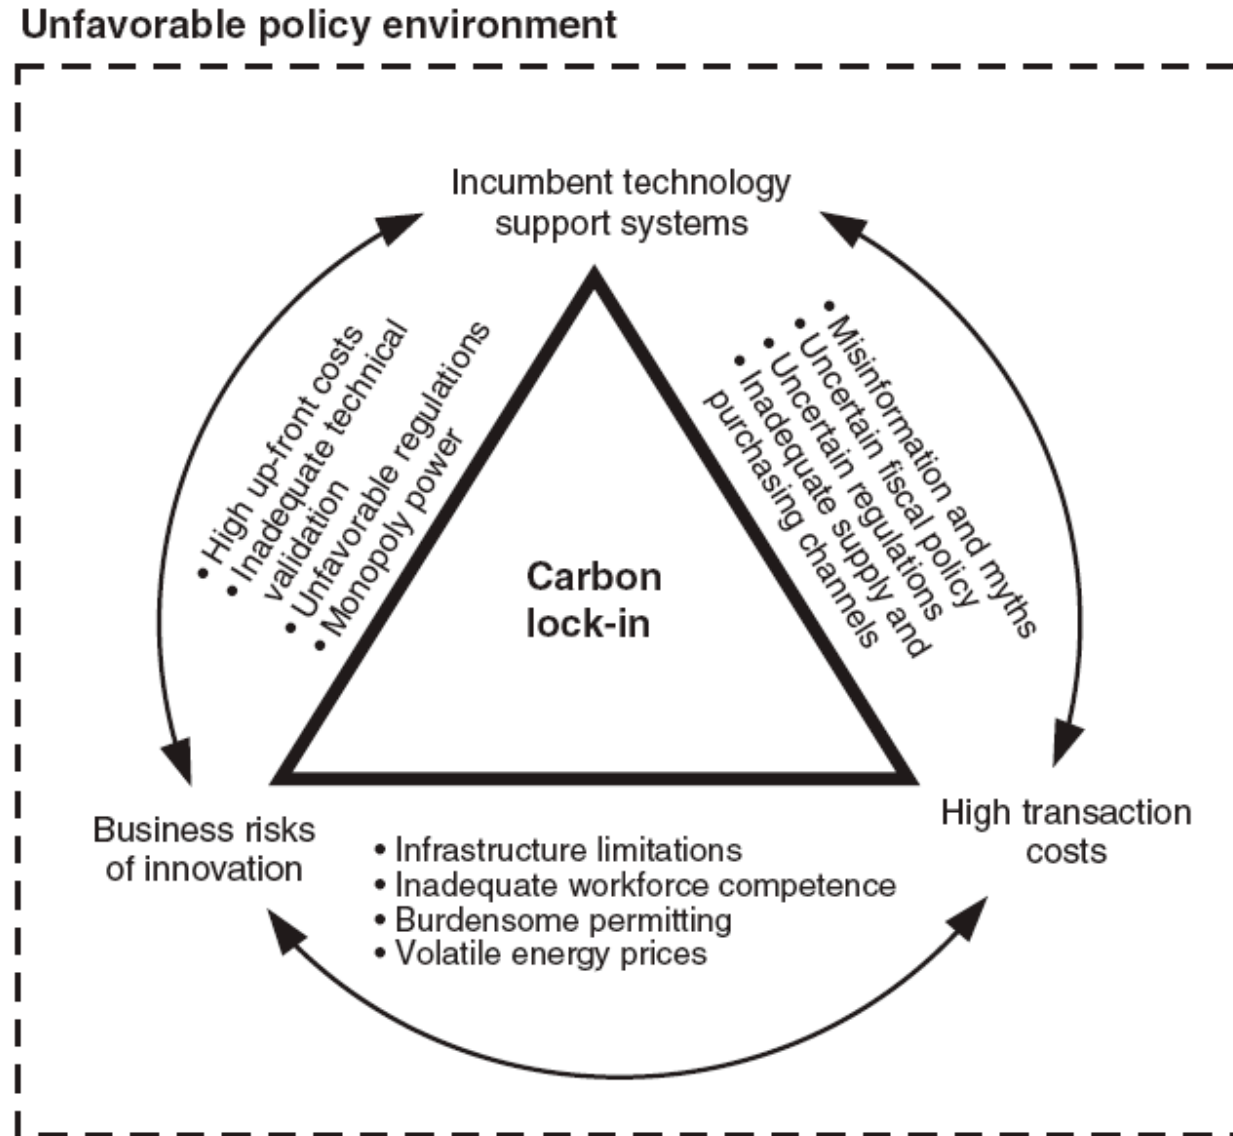 Unfavorable policy environment
Incumbent technology
support systems
• High up-front costs
• Inadequate technical
validation
• Unfavorable regulations
• Monopoly power
• Misinformation and myths
• Uncertain fiscal policy
• Uncertain regulations
• Inadequate supply and
purchasing channels
Carbon
lock-in
Business risks
of innovation
High transaction
costs
• Infrastructure limitations
• Inadequate workforce competence
• Burdensome permitting
• Volatile energy prices